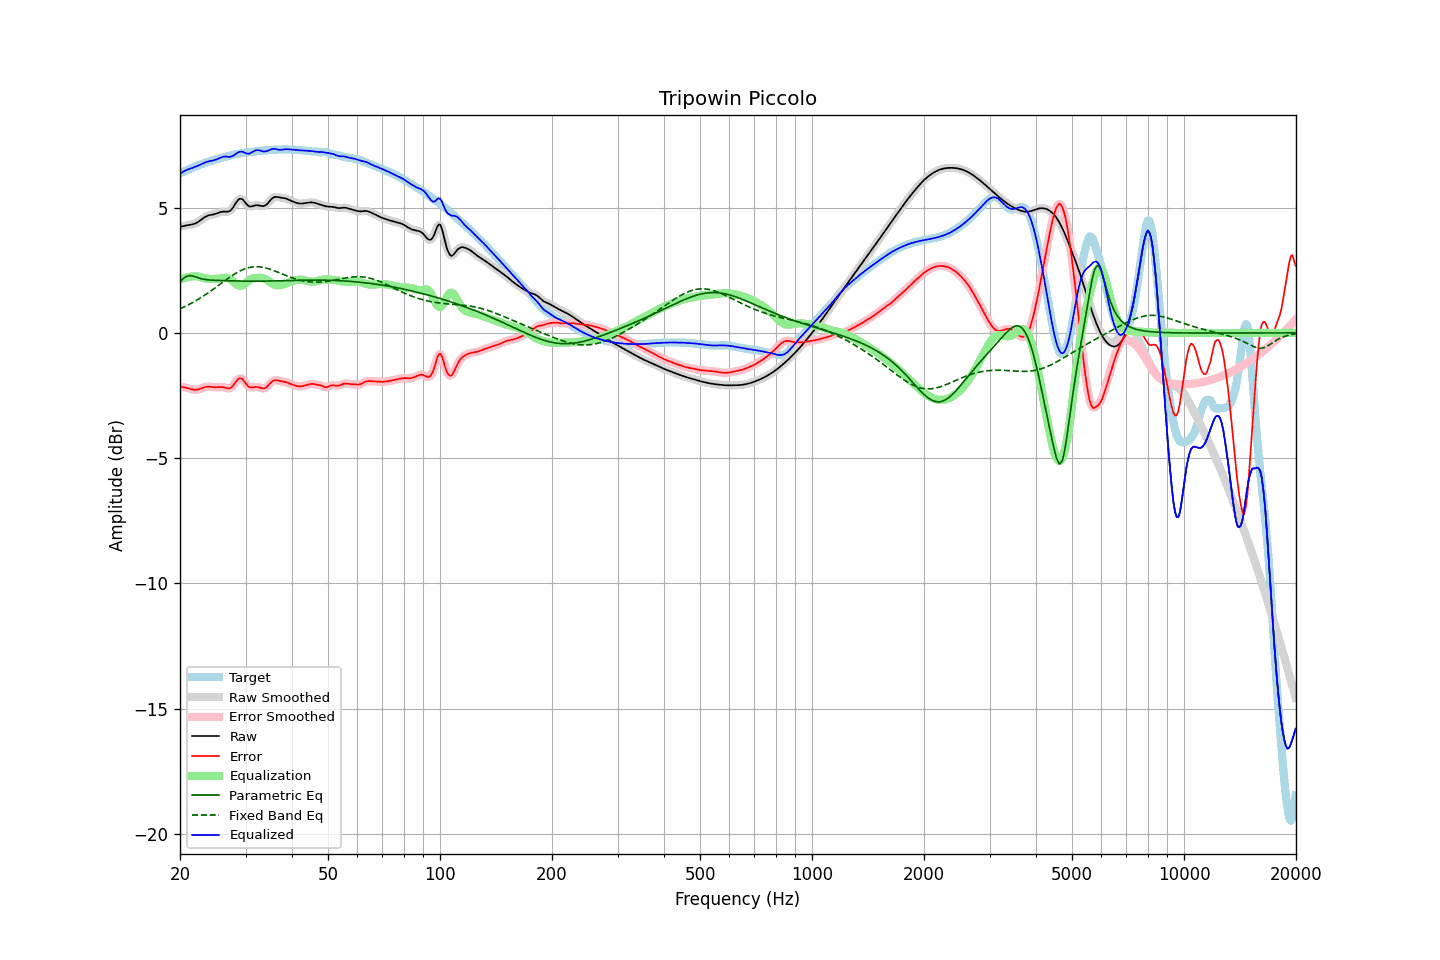 Tripowin Piccolo
Amplitude (dBr)
5
0
−5
−10
−15
−20
Target
Raw Smoothed
Error Smoothed
Raw
Error
Equalization
Parametric Eq
Fixed Band Eq
Equalized
20 50 100 200 500 1000 2000 5000 10000 20000
Frequency (Hz)